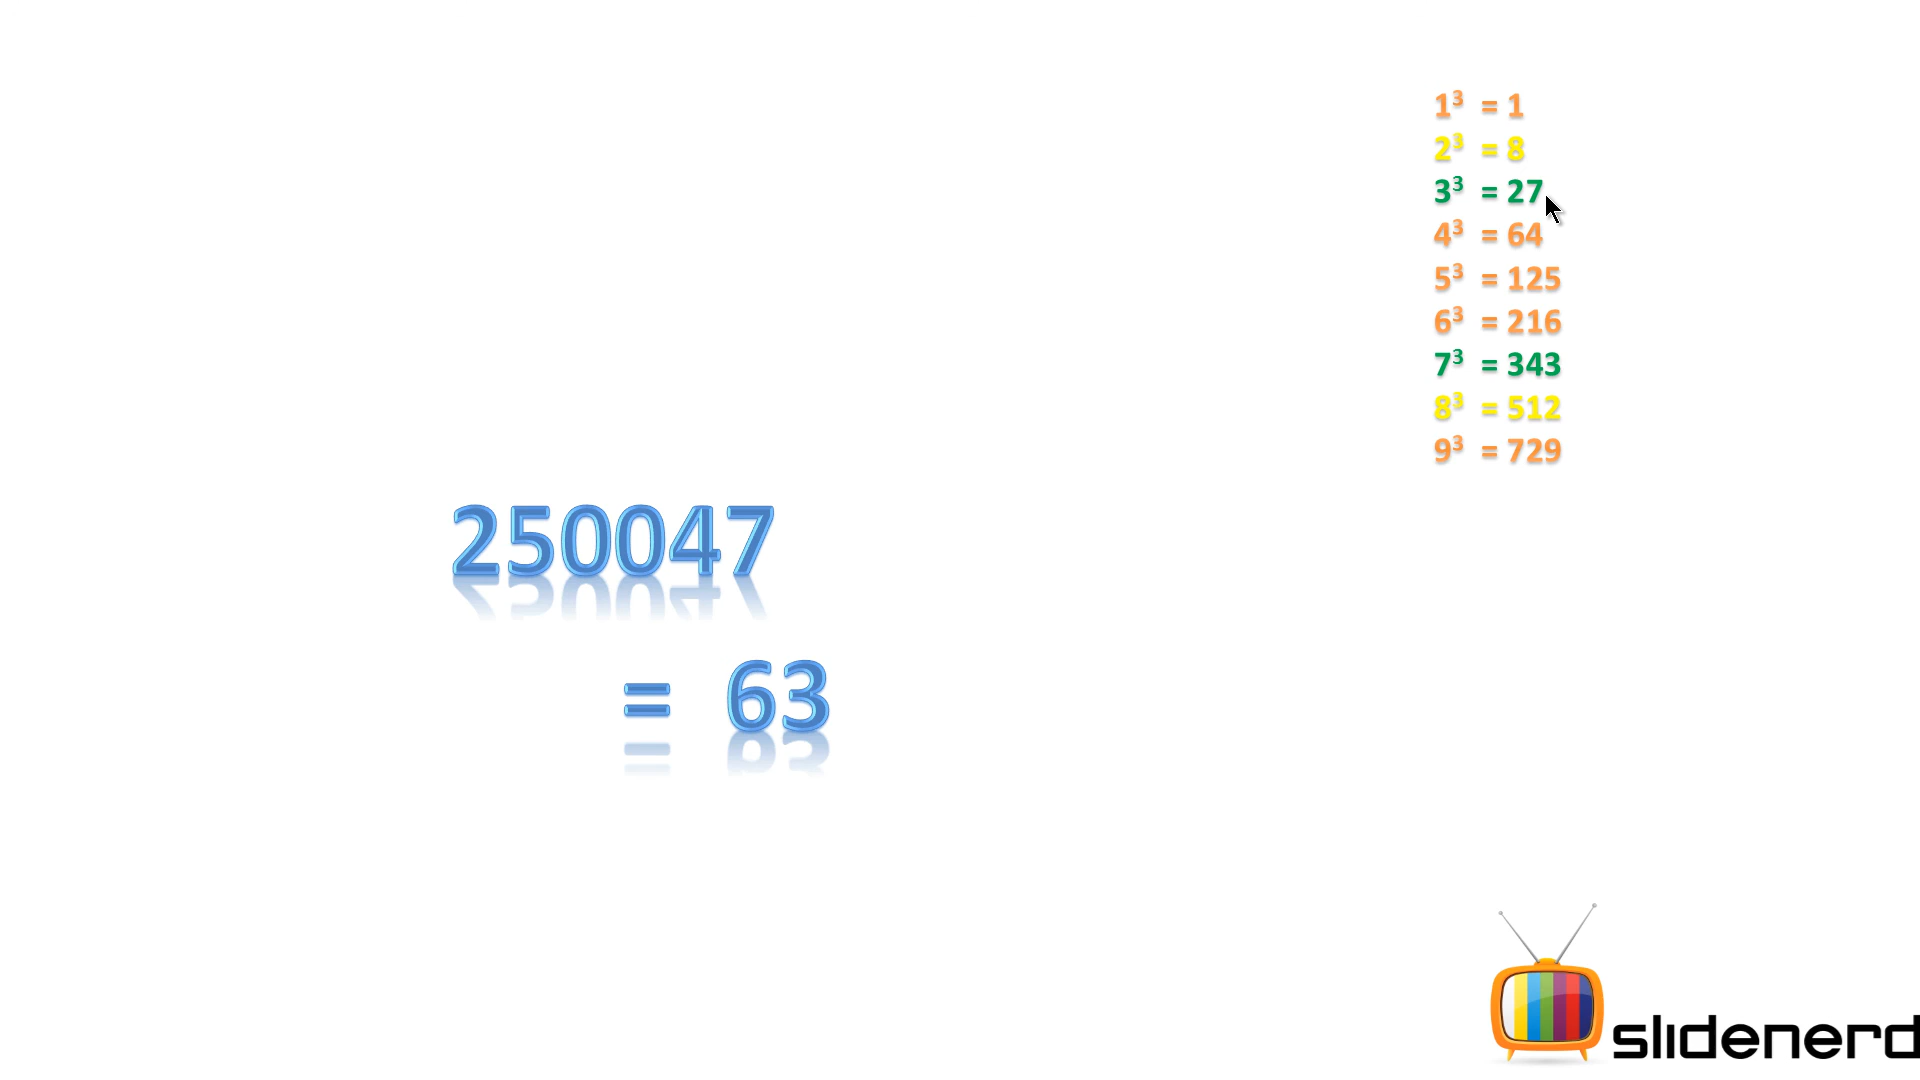 1³ = 1
2³ = 8
3³ = 27
4³ = 64
5³ = 125
6³ = 216
7³ = 343
8³ = 512
9³ = 729
250047
= 63
slidenerd